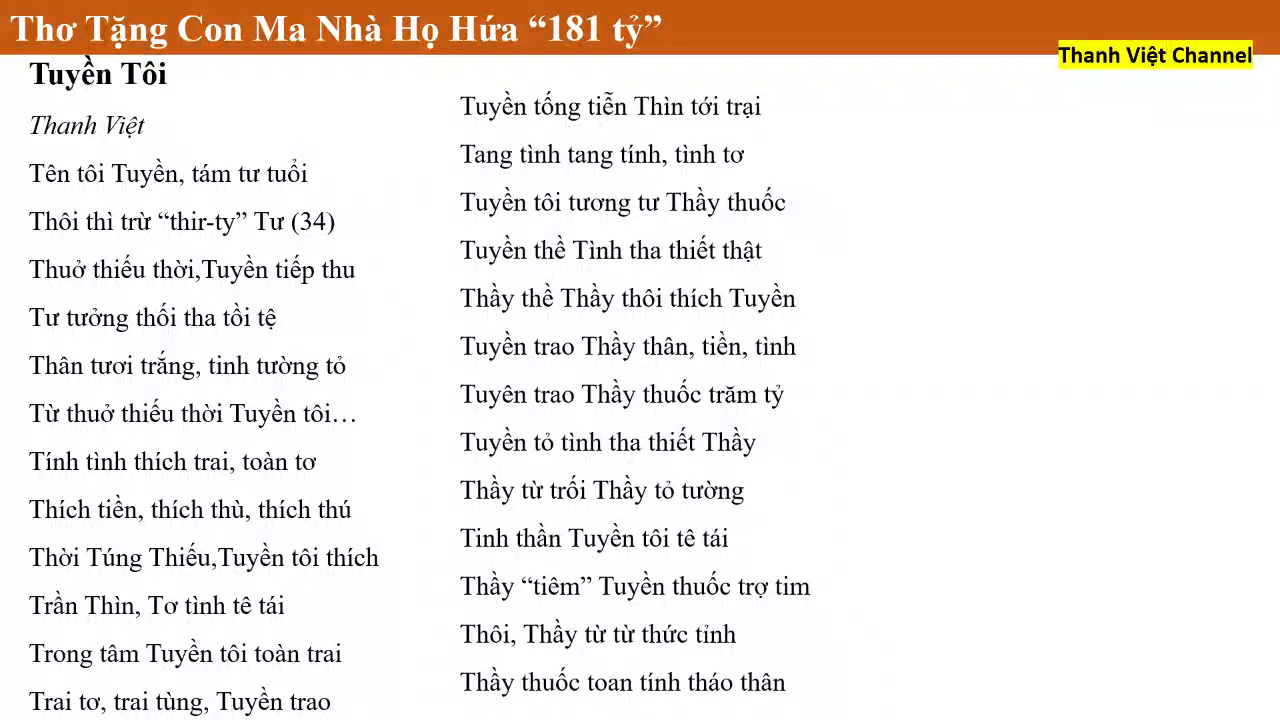 Thơ Tặng Con Ma Nhà Họ Hứa “181 tỷ”
Thanh Việt Channel
Tuyền Tôi
Thanh Việt
Tên tôi Tuyền, tám tư tuổi
Thôi thì trừ “thir-ty” Tư (34)
Thuở thiếu thời,Tuyền tiếp thu
Tư tưởng thối tha tồi tệ
Thân tươi trắng, tinh tường tỏ
Từ thuở thiếu thời Tuyền tôi…
Tính tình thích trai, toàn tơ
Thích tiền, thích thù, thích thú
Thời Túng Thiếu,Tuyền tôi thích
Trần Thìn, Tơ tình tê tái
Trong tâm Tuyền tôi toàn trai
Trai tơ, trai tùng, Tuyền trao
Tuyền tống tiễn Thìn tới trại
Tang tình tang tính, tình tơ
Tuyền tôi tương tư Thầy thuốc
Tuyền thề Tình tha thiết thật
Thầy thề Thầy thôi thích Tuyền
Tuyền trao Thầy thân, tiền, tình
Tuyên trao Thầy thuốc trăm tỷ
Tuyền tỏ tình tha thiết Thầy
Thầy từ trối Thầy tỏ tường
Tinh thần Tuyền tôi tê tái
Thầy “tiêm” Tuyền thuốc trợ tim
Thôi, Thầy từ từ thức tỉnh
Thầy thuốc toan tính tháo thân